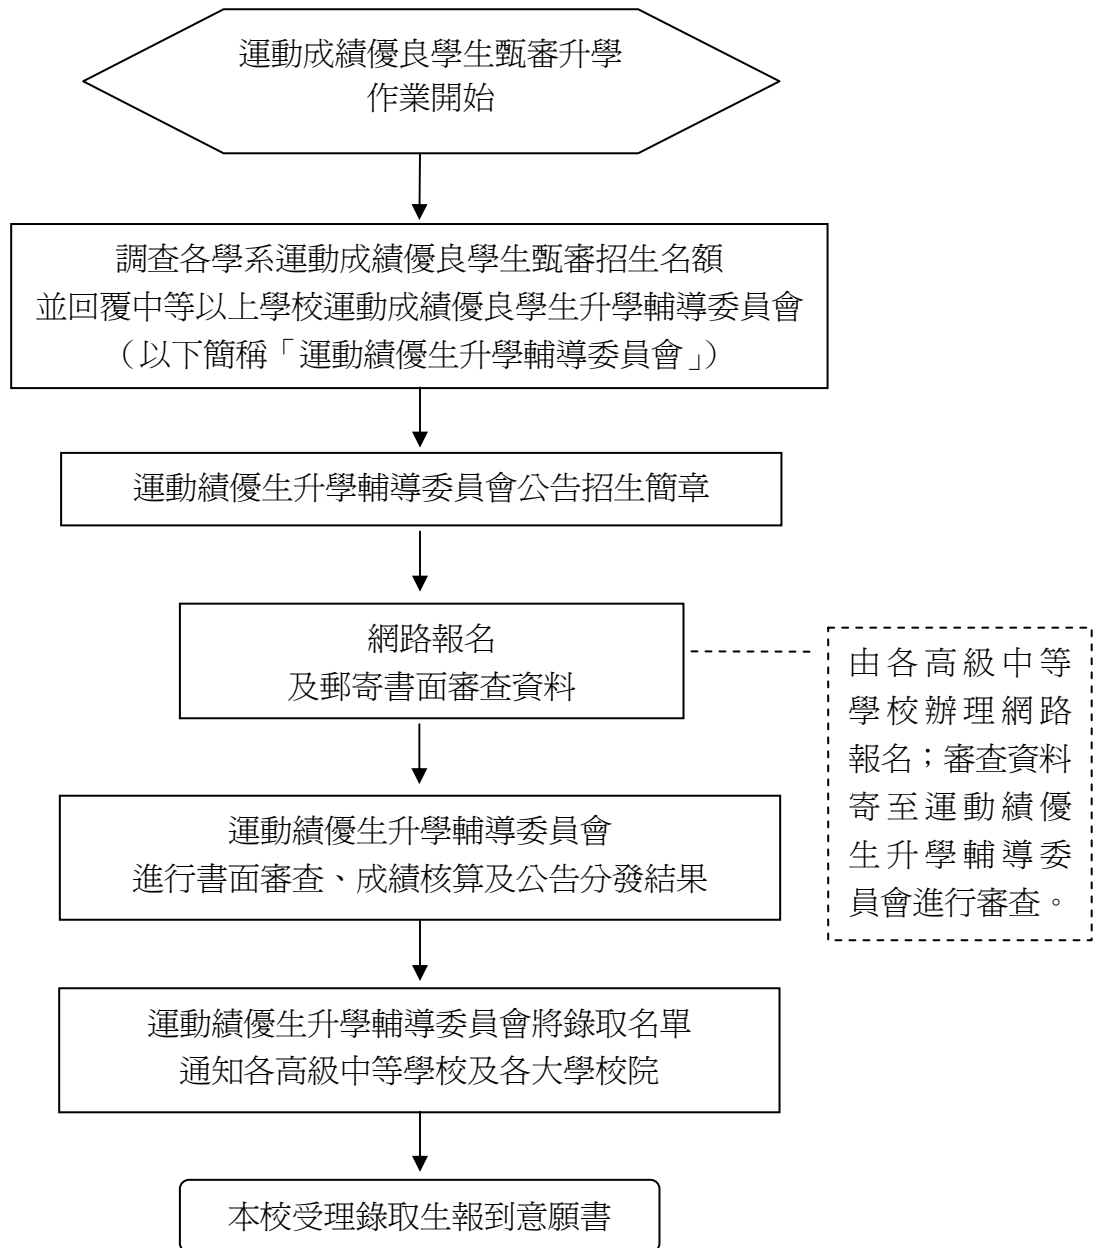 運動成績優良學生甄審升學
作業開始
調查各學系運動成績優良學生甄審招生名額
並回覆中等以上學校運動成績優良學生升學輔導委員會
（以下簡稱「運動績優生升學輔導委員會」）
運動績優生升學輔導委員會公告招生簡章
網路報名
及郵寄書面審查資料
由各高級中等
學校辦理網路
報名；審查資料
寄至運動績優
生升學輔導委
員會進行審查。
運動績優生升學輔導委員會
進行書面審查、成績核算及公告分發結果
運動績優生升學輔導委員會將錄取名單
通知各高級中等學校及各大學校院
本校受理錄取生報到意願書